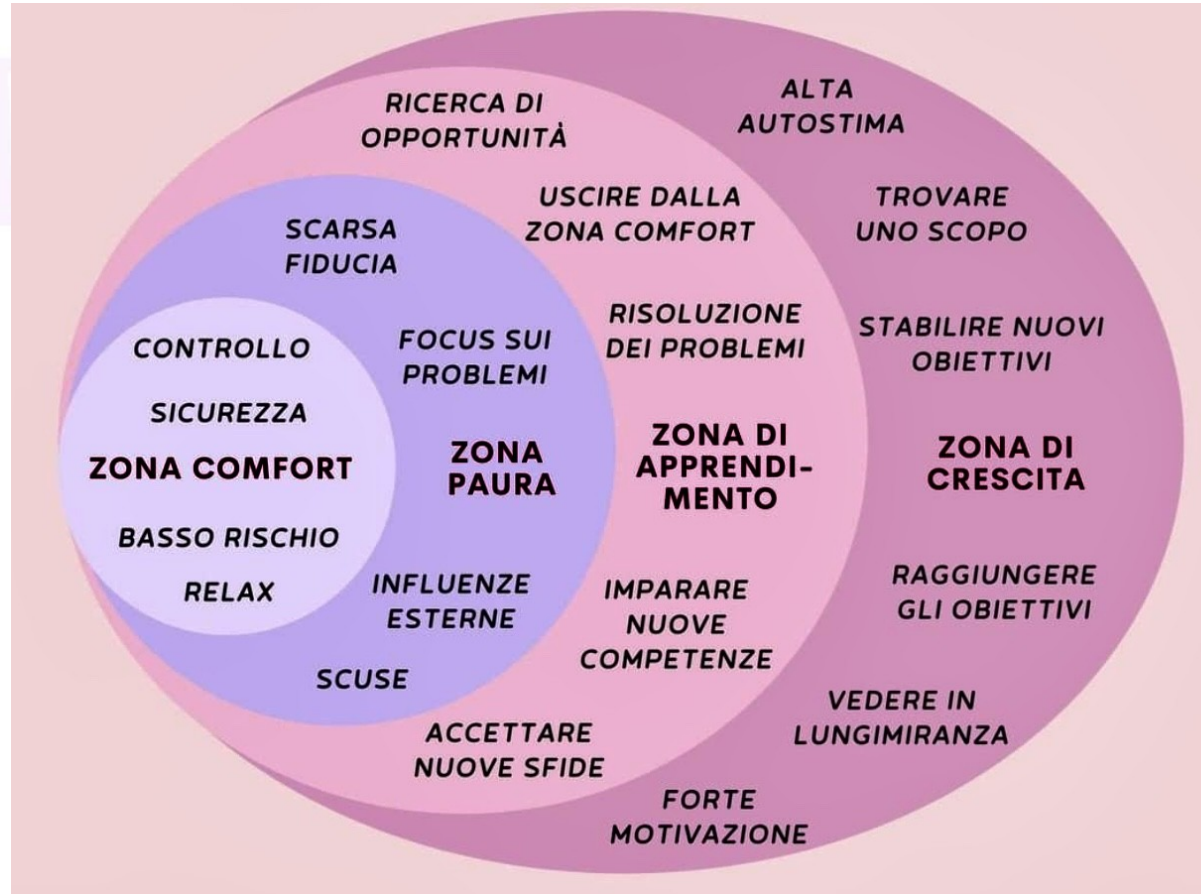 CONTROLLO
SICUREZZA
ZONA COMFORT
BASSO RISCHIO
RELAX
SCARSA
FIDUCIA
FOCUS SUI
PROBLEMI
ZONA
PAURA
INFLUENZE
ESTERNE
SCUSE
RICERCA DI
OPPORTUNITÀ
USCIRE DALLA
ZONA COMFORT
RISOLUZIONE
DEI PROBLEMI
ZONA DI
APPRENDI-
MENTO
IMPARARE
NUOVE
COMPETENZE
ACCETTARE
NUOVE SFIDE
ALTA
AUTOSTIMA
TROVARE
UNO SCOPO
STABILIRE NUOVI
OBIETTIVI
ZONA DI
CRESCITA
RAGGIUNGERE
GLI OBIETTIVI
VEDERE IN
LUNGIMIRANZA
FORTE
MOTIVAZIONE